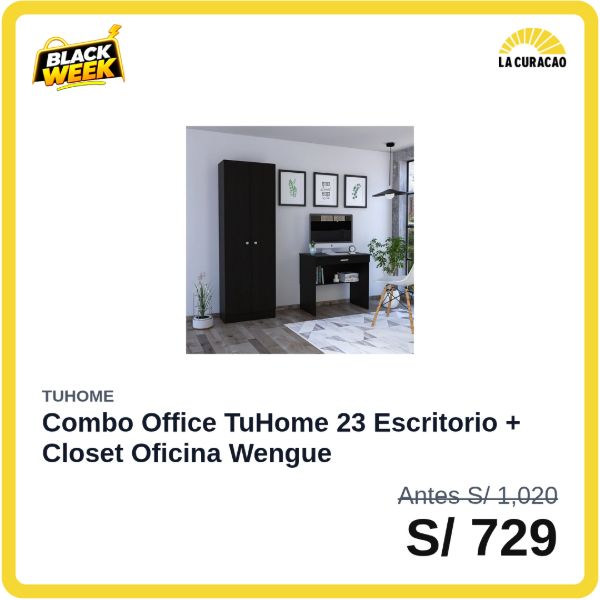 BLACK
WEEK
LA CURACAO
TUHOME
Combo Office TuHome 23 Escritorio +
Closet Oficina Wengue
Antes S/ 1,020
S/ 729